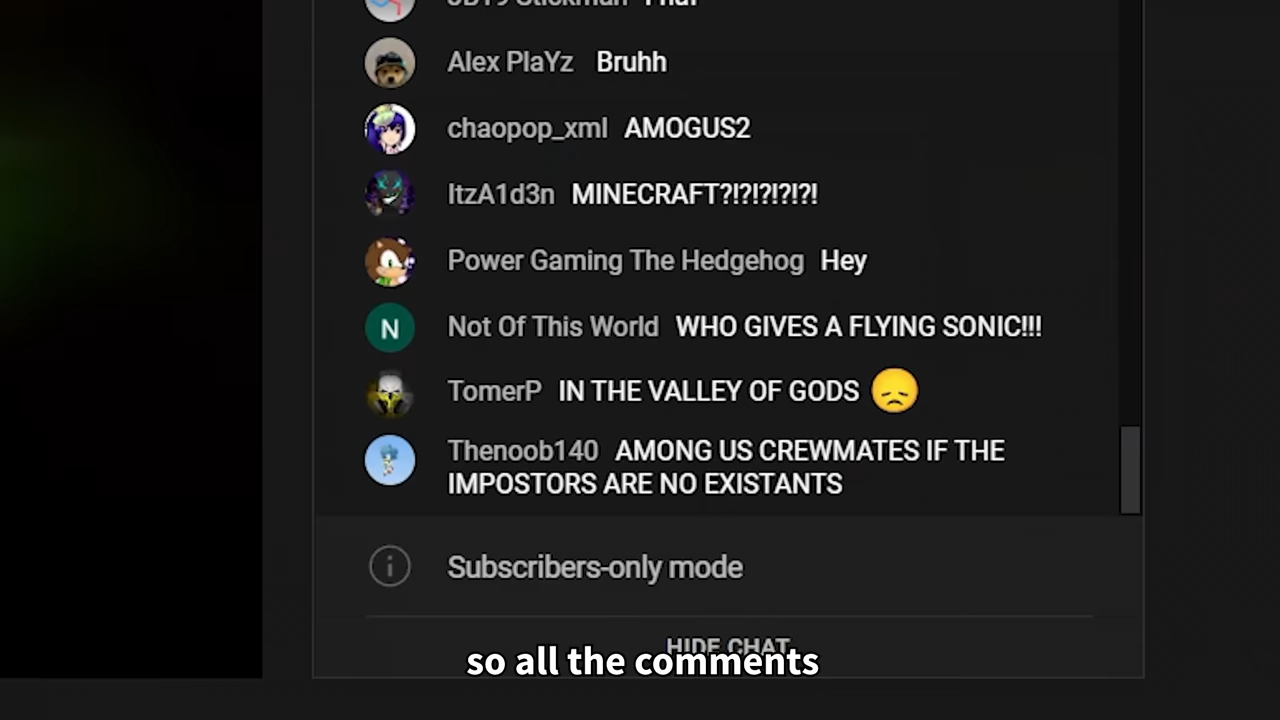 Alex PlaYz Bruhh
chaopop_xml AMOGUS2
ItzA1d3n MINECRAFT?!?!?!?!?!
Power Gaming The Hedgehog Hey
N Not Of This World WHO GIVES A FLYING SONIC!!!
TomerP IN THE VALLEY OF GODS 😞
Thenoob140 AMONG US CREWMATES IF THE
IMPOSTORS ARE NO EXISTANTS
Subscribers-only mode
HIDE CHAT
so all the comments